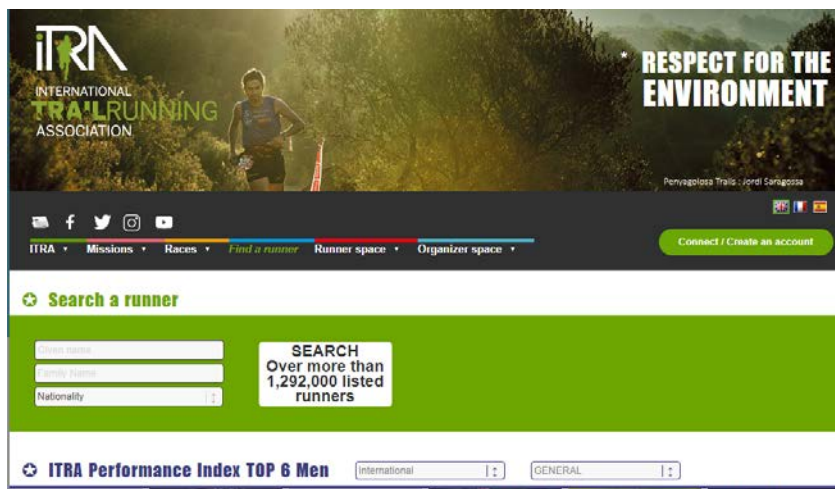 iTRA
INTERNATIONAL
TRAILRUNNING
ASSOCIATION
* RESPECT FOR THE
ENVIRONMENT
Penyagolosa Trails : Jordi Saragossa
ITRA
Missions
Races
Find a runner
Runner space
Organizer space
Connect / Create an account
Search a runner
Given name
Family Name
Nationality
SEARCH
Over more than
1,292,000 listed
runners
ITRA Performance Index TOP 6 Men
International
GENERAL